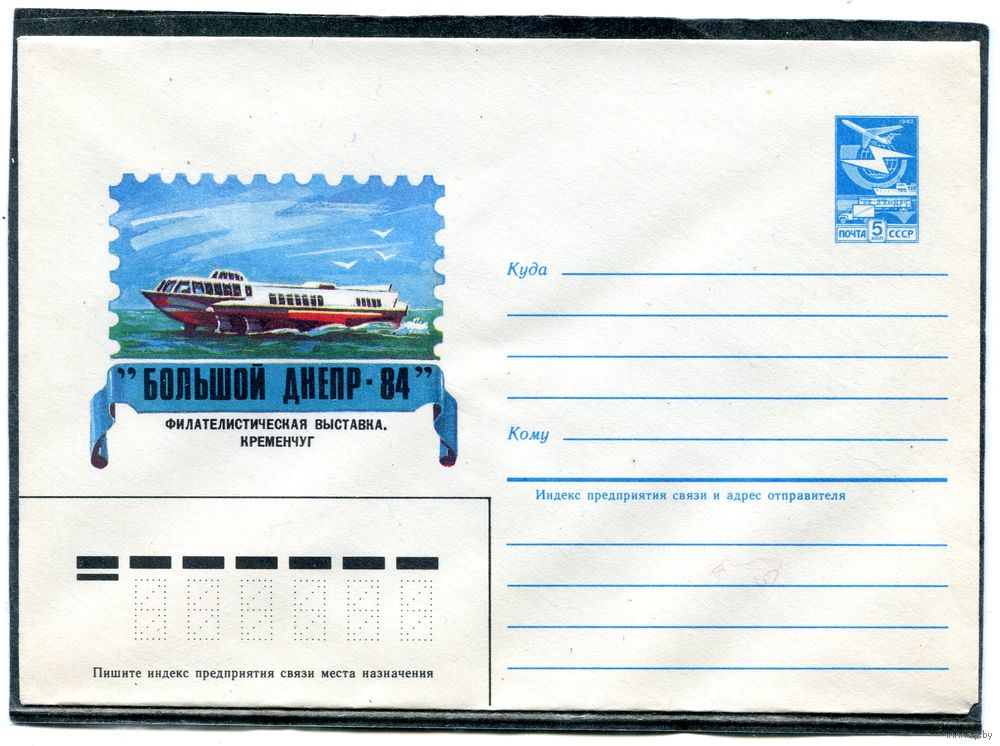 1982
ПОЧТА 5 КОП СССР
"БОЛЬШОЙ ДНЕПР - 84"
ФИЛАТЕЛИСТИЧЕСКАЯ ВЫСТАВКА.
КРЕМЕНЧУГ
Куда
Кому
Индекс предприятия связи и адрес отправителя
Пишите индекс предприятия связи места назначения